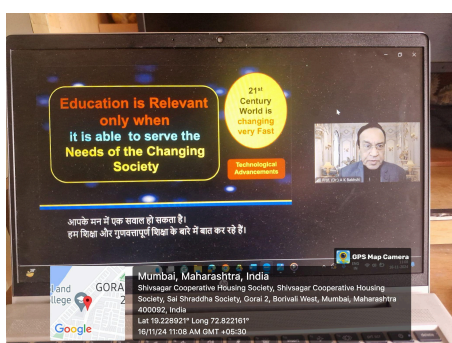 Education is Relevant
only when
it is able to serve the
Needs of the Changing
Society
21st
Century
World is
changing
very Fast
Technological
Advancements
आपके मन में एक सवाल हो सकता है।
हम शिक्षा और गुणवत्तापूर्ण शिक्षा के बारे में बात कर रहे हैं।
GPS Map Camera
Mumbai, Maharashtra, India
Shivsagar Cooperative Housing Society, Shivsagar Cooperative Housing
Society, Sai Shraddha Society, Gorai 2, Borivali West, Mumbai, Maharashtra
400092, India
Lat 19.228921° Long 72.822161°
16/11/24 11:08 AM GMT +05:30
GORA
2
llege
Google